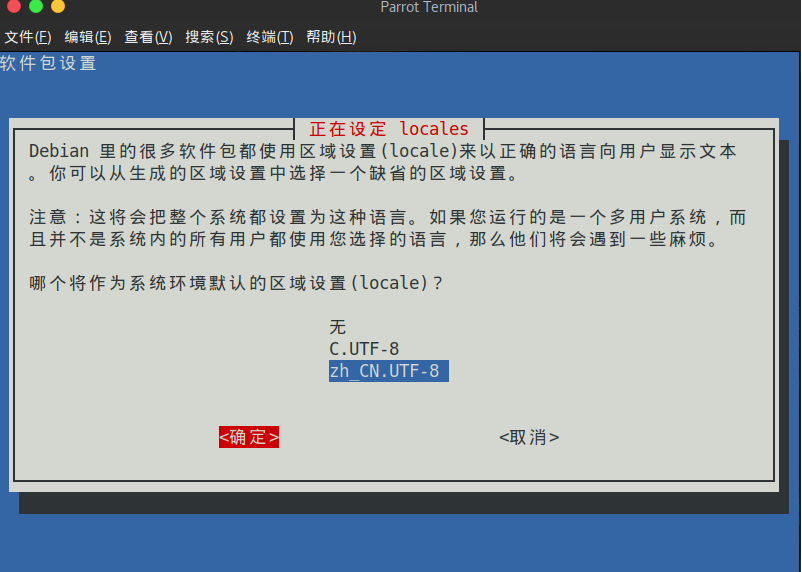 Parrot Terminal
文件(F) 编辑(E) 查看(V) 搜索(S) 终端(T) 帮助(H)
软件包设置
正在设定 locales
Debian 里的很多软件包都使用区域设置(locale)来以正确的语言向用户显示文本
。你可以从生成的区域设置中选择一个缺省的区域设置。
注意：这将会把整个系统都设置为这种语言。如果您运行的是一个多用户系统，而
且并不是系统内的所有用户都使用您选择的语言，那么他们将会遇到一些麻烦。
哪个将作为系统环境默认的区域设置(locale)？
无
C.UTF-8
zh_CN.UTF-8
<确定> <取消>